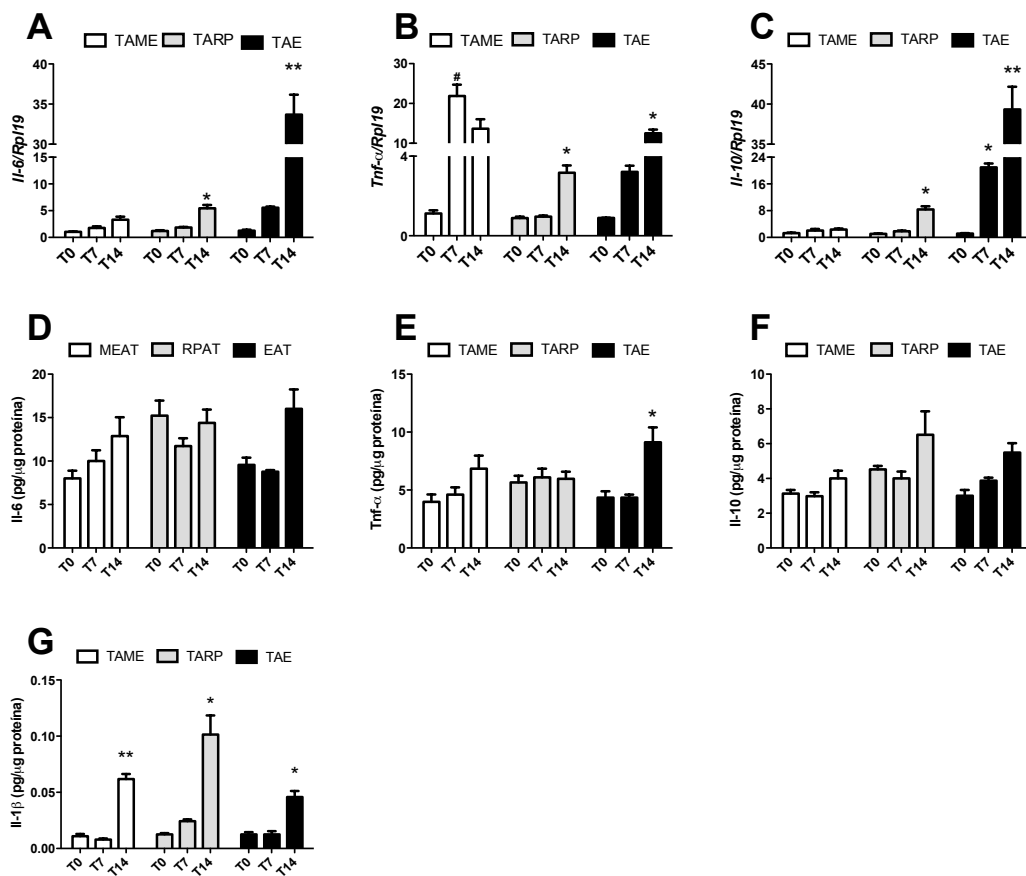 A
TAME TARP TAE
Il-6/Rpl19
40
35
30
15
10
5
0
*
**
T0 T7 T14 T0 T7 T14 T0 T7 T14
B
TAME TARP TAE
Tnf-α/Rpl19
30
20
10
4
2
0
#
*
*
T0 T7 T14 T0 T7 T14 T0 T7 T14
C
TAME TARP TAE
Il-10/Rpl19
45
40
35
24
16
8
0
*
*
**
T0 T7 T14 T0 T7 T14 T0 T7 T14
D
MEAT RPAT EAT
Il-6 (pg/μg proteína)
20
15
10
5
0
T0 T7 T14 T0 T7 T14 T0 T7 T14
E
TAME TARP TAE
Tnf-α (pg/μg proteína)
15
10
5
0
*
T0 T7 T14 T0 T7 T14 T0 T7 T14
F
TAME TARP TAE
Il-10 (pg/μg proteína)
10
8
6
4
2
0
T0 T7 T14 T0 T7 T14 T0 T7 T14
G
TAME TARP TAE
Il-1β (pg/μg proteína)
0.15
0.10
0.05
0.00
**
*
*
T0 T7 T14 T0 T7 T14 T0 T7 T14